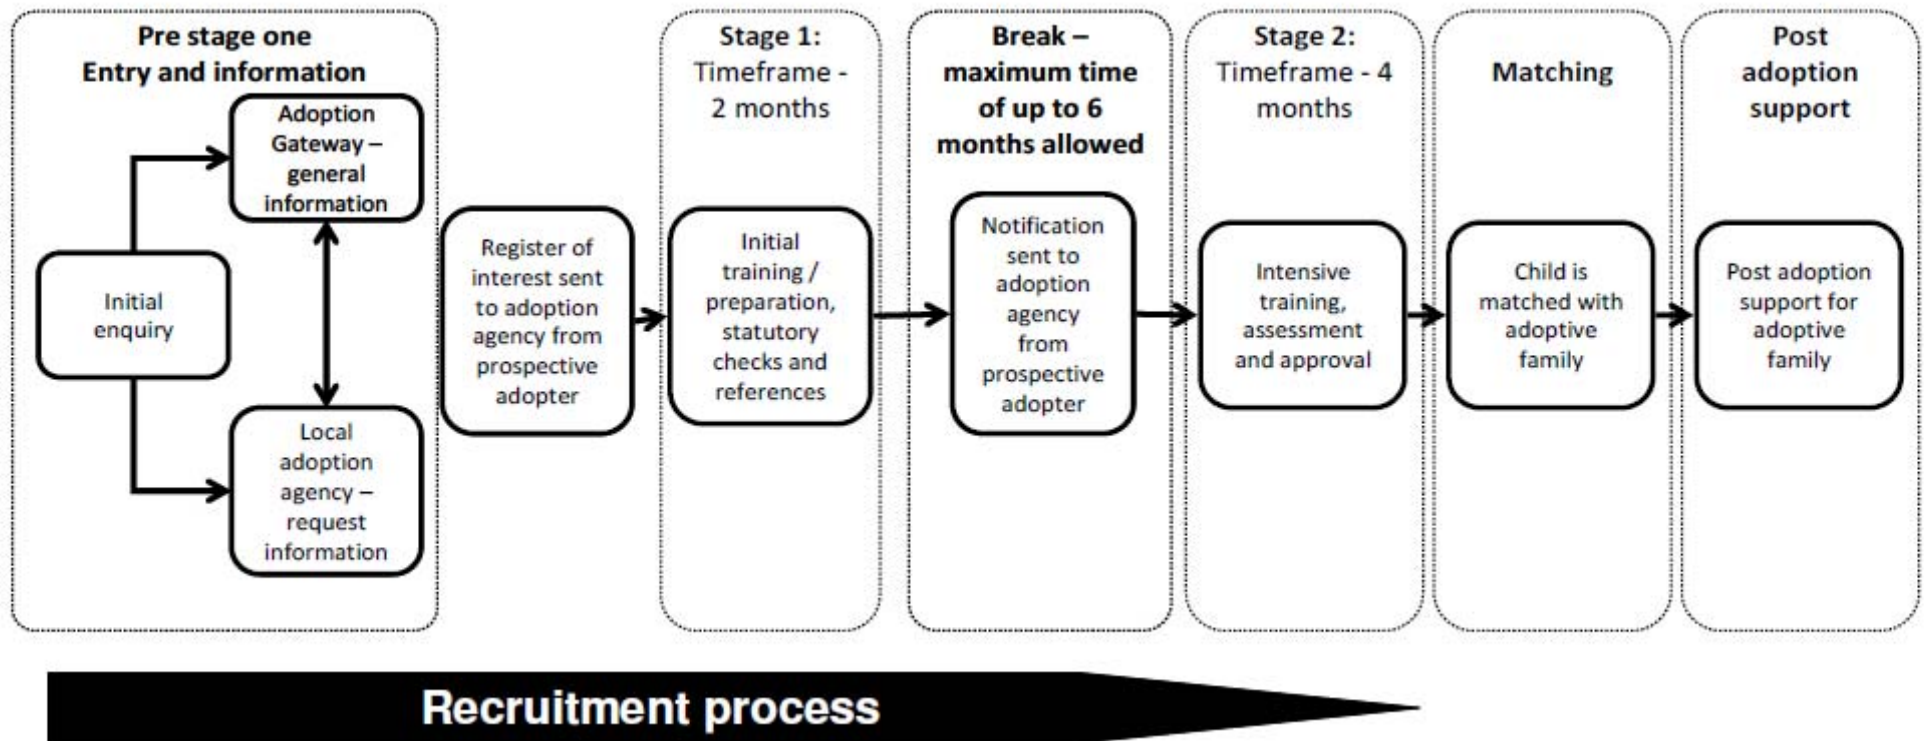 Pre stage one
Entry and information
Adoption
Gateway –
general
information
Initial
enquiry
Local
adoption
agency –
request
information
Register of
interest sent
to adoption
agency from
prospective
adopter
Stage 1:
Timeframe -
2 months
Initial
training /
preparation,
statutory
checks and
references
Break –
maximum time
of up to 6
months allowed
Notification
sent to
adoption
agency
from
prospective
adopter
Stage 2:
Timeframe - 4
months
Intensive
training,
assessment
and approval
Matching
Child is
matched with
adoptive
family
Post
adoption
support
Post adoption
support for
adoptive
family
Recruitment process